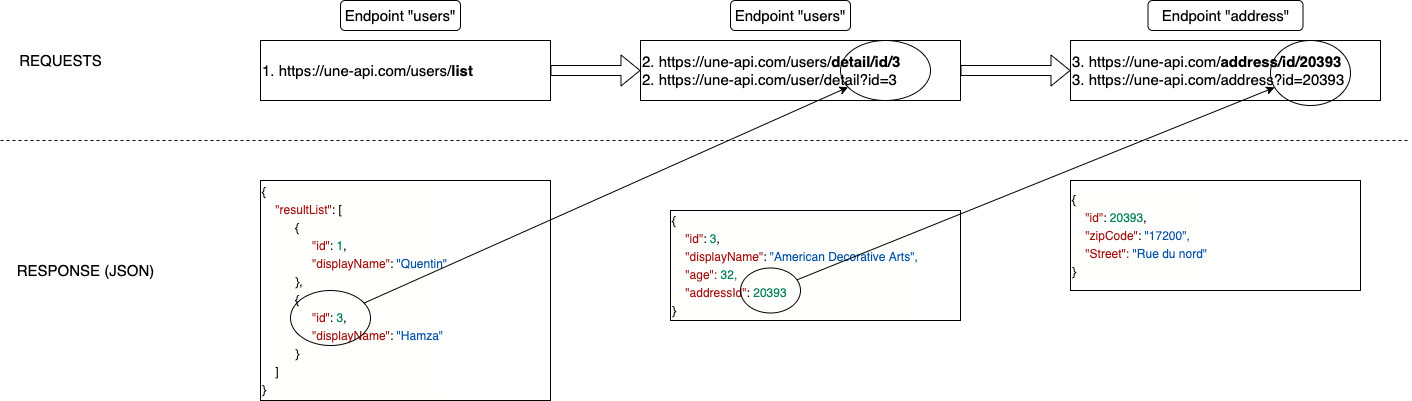 Endpoint "users"
Endpoint "users"
Endpoint "address"
REQUESTS
1. https://une-api.com/users/list
2. https://une-api.com/users/detail/id/3
2. https://une-api.com/user/detail?id=3
3. https://une-api.com/address/id/20393
3. https://une-api.com/address?id=20393
RESPONSE (JSON)
{
"resultList": [
{
"id": 1,
"displayName": "Quentin"
},
{
"id": 3,
"displayName": "Hamza"
}
]
}
{
"id": 3,
"displayName": "American Decorative Arts",
"age": 32,
"addressId": 20393
}
{
"id": 20393,
"zipCode": "17200",
"Street": "Rue du nord"
}